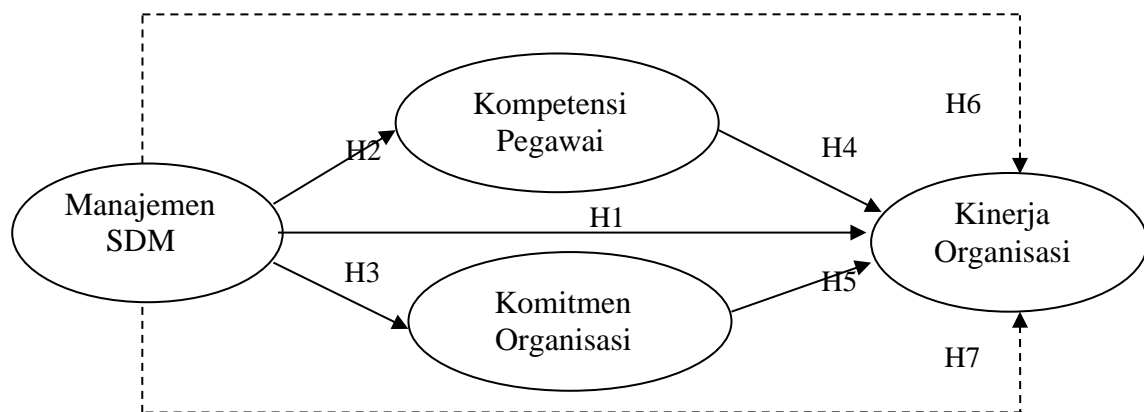 Kompetensi
Pegawai
H6
H2
H4
Manajemen
SDM
H1
Kinerja
Organisasi
H3
H5
Komitmen
Organisasi
H7